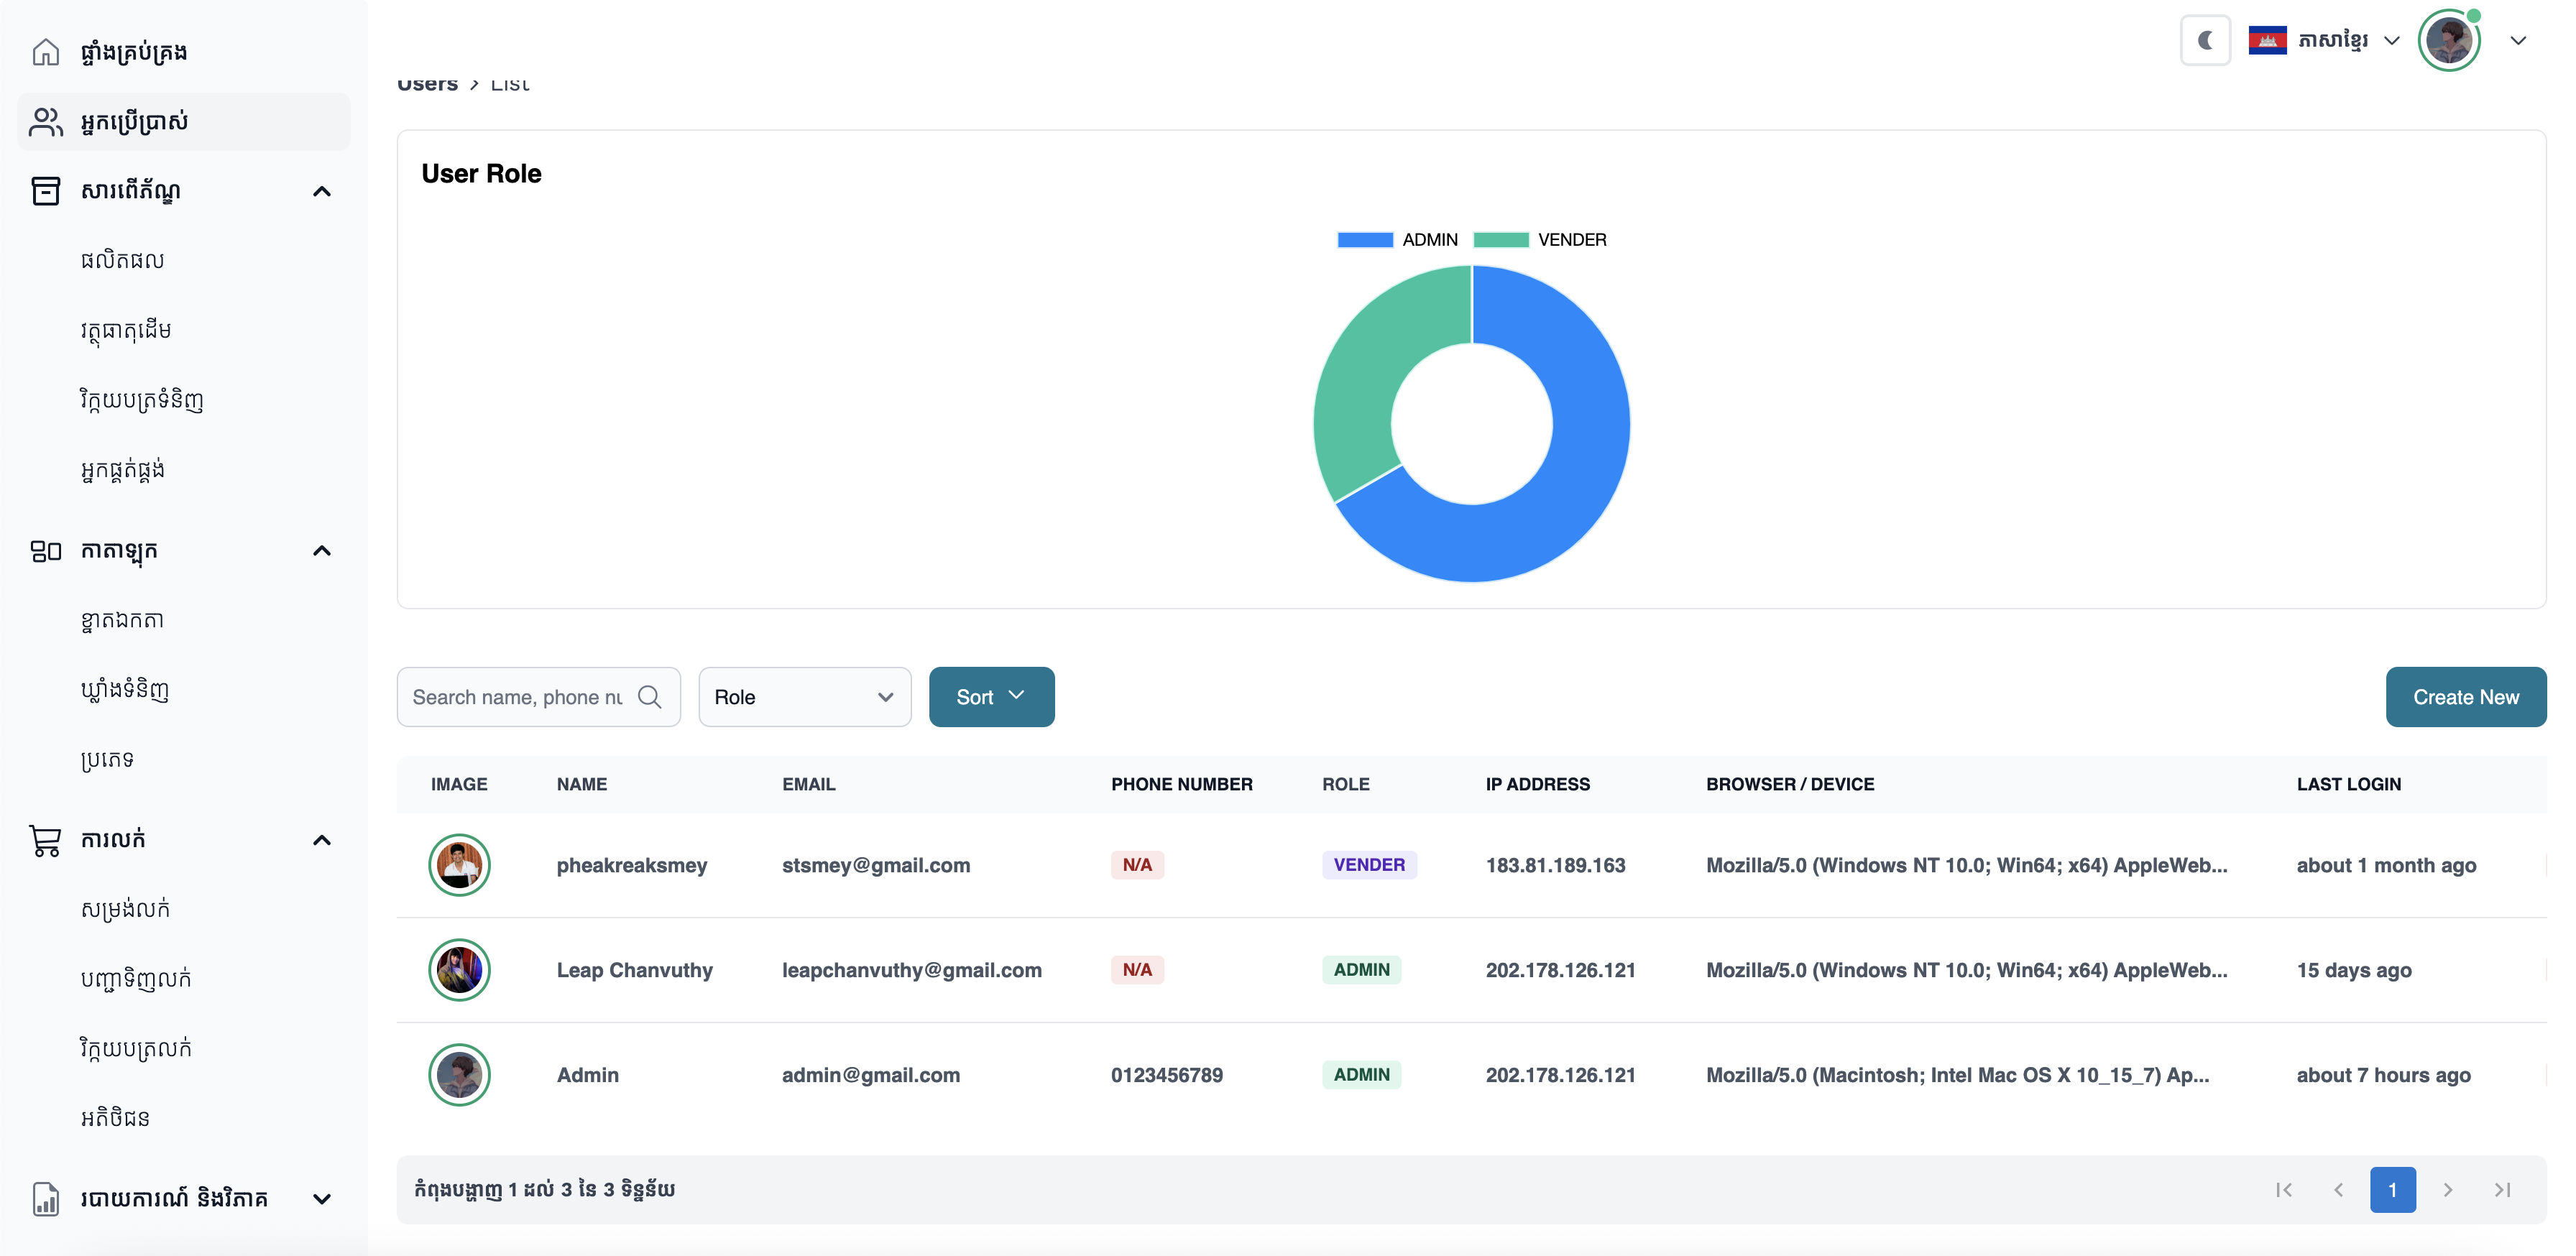 ផ្ទាំងគ្រប់គ្រង
អ្នកប្រើប្រាស់
សារពើភ័ណ្ឌ
ផលិតផល
វត្ថុធាតុដើម
វិក្កយបត្រទំនិញ
អ្នកផ្គត់ផ្គង់
កាតាឡុក
ខ្នាតឯកតា
ឃ្លាំងទំនិញ
ប្រភេទ
ការលក់
សម្រង់លក់
បញ្ជាទិញលក់
វិក្កយបត្រលក់
អតិថិជន
របាយការណ៍ និងវិភាគ
ភាសាខ្មែរ
Users > List
User Role
ADMIN VENDER
Search name, phone nu
Role
Sort
Create New
IMAGE NAME EMAIL PHONE NUMBER ROLE IP ADDRESS BROWSER / DEVICE LAST LOGIN
pheakreaksmey stsmey@gmail.com N/A VENDER 183.81.189.163 Mozilla/5.0 (Windows NT 10.0; Win64; x64) AppleWeb... about 1 month ago
Leap Chanvuthy leapchanvuthy@gmail.com N/A ADMIN 202.178.126.121 Mozilla/5.0 (Windows NT 10.0; Win64; x64) AppleWeb... 15 days ago
Admin admin@gmail.com 0123456789 ADMIN 202.178.126.121 Mozilla/5.0 (Macintosh; Intel Mac OS X 10_15_7) Ap... about 7 hours ago
កំពុងបង្ហាញ 1 ដល់ 3 នៃ 3 ទិន្នន័យ
1